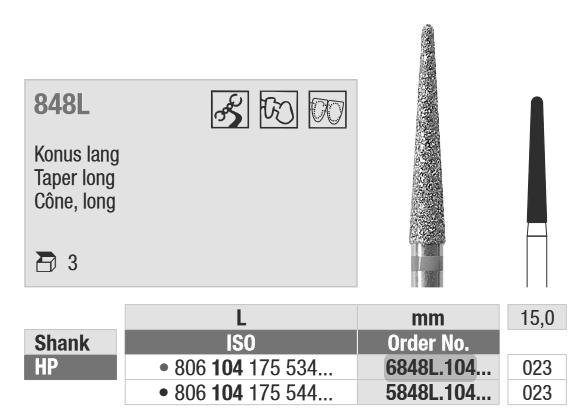 848L
Konus lang
Taper long
Cône, long
3
L mm 15,0
Shank ISO Order No.
HP • 806 104 175 534... 6848L.104... 023
• 806 104 175 544... 5848L.104... 023